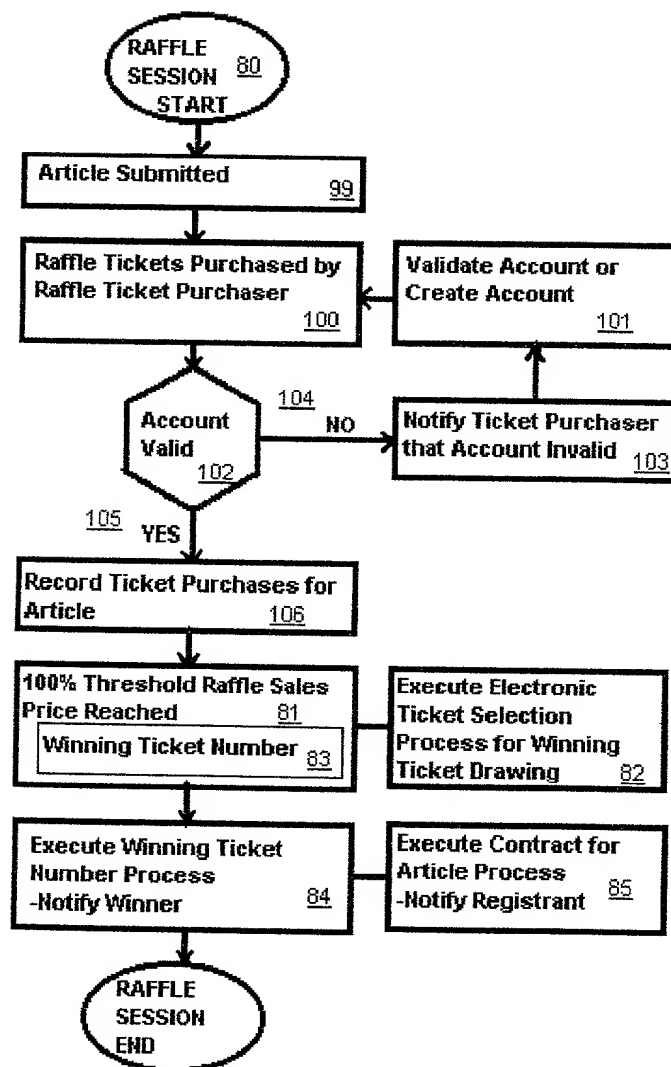 RAFFLE
SESSION 80
START
Article Submitted
99
Raffle Tickets Purchased by
Raffle Ticket Purchaser
100
Validate Account or
Create Account
101
Account
Valid
102
104
NO
Notify Ticket Purchaser
that Account Invalid 103
105
YES
Record Ticket Purchases for
Article 106
100% Threshold Raffle Sales
Price Reached 81
Winning Ticket Number 83
Execute Electronic
Ticket Selection
Process for Winning
Ticket Drawing 82
Execute Winning Ticket
Number Process
-Notify Winner 84
Execute Contract for
Article Process
-Notify Registrant 85
RAFFLE
SESSION
END